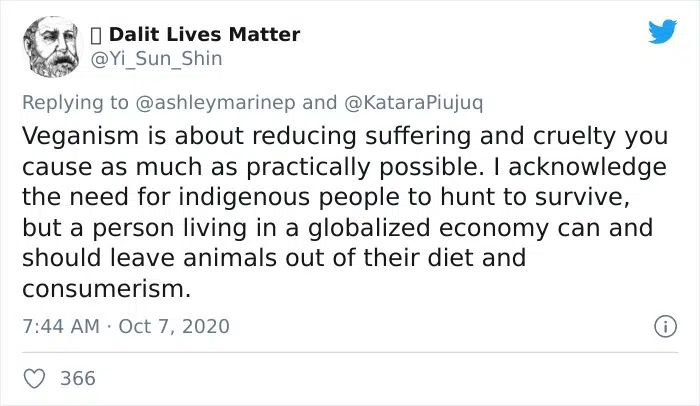 Dalit Lives Matter
@Yi_Sun_Shin
Replying to @ashleymarinep and @KataraPiujuq
Veganism is about reducing suffering and cruelty you
cause as much as practically possible. I acknowledge
the need for indigenous people to hunt to survive,
but a person living in a globalized economy can and
should leave animals out of their diet and
consumerism.
7:44 AM · Oct 7, 2020
366